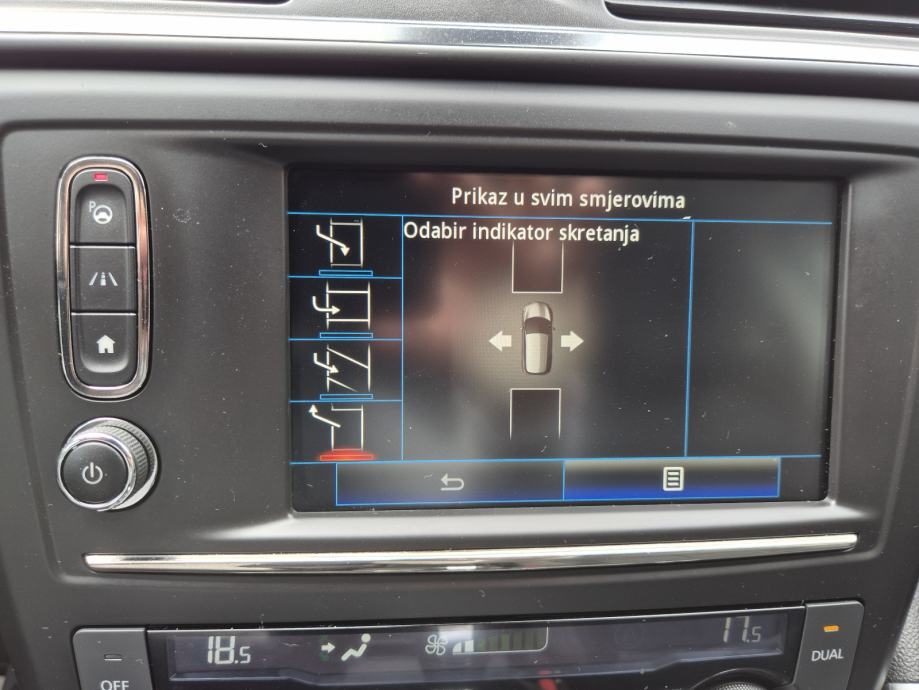 Prikaz u svim smjerovima
Odabir indikator skretanja
P
18.5
17.5
OFF
DUAL